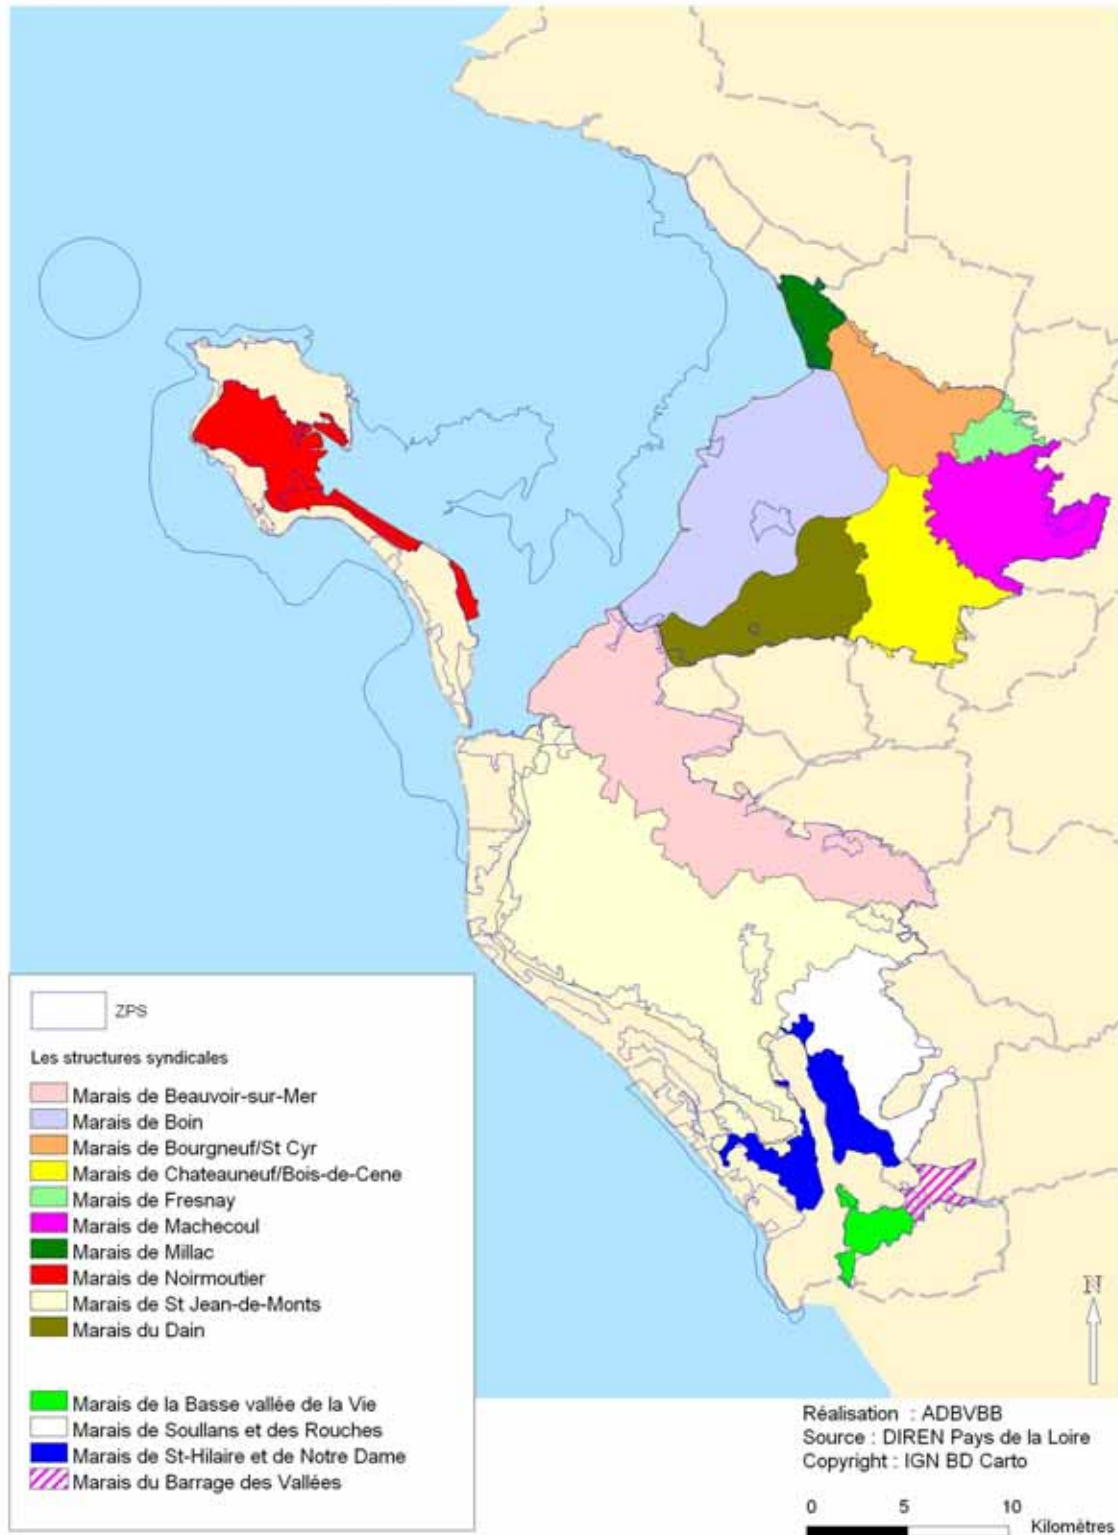 ZPS
Les structures syndicales
Marais de Beauvoir-sur-Mer
Marais de Boin
Marais de Bourgneuf/St Cyr
Marais de Chateauneuf/Bois-de-Cene
Marais de Fresnay
Marais de Machecoul
Marais de Millac
Marais de Noirmoutier
Marais de St Jean-de-Monts
Marais du Dain
Marais de la Basse vallée de la Vie
Marais de Soullans et des Rouches
Marais de St-Hilaire et de Notre Dame
Marais du Barrage des Vallées
N
Réalisation : ADBVBB
Source : DIREN Pays de la Loire
Copyright : IGN BD Carto
0 5 10
Kilomètres